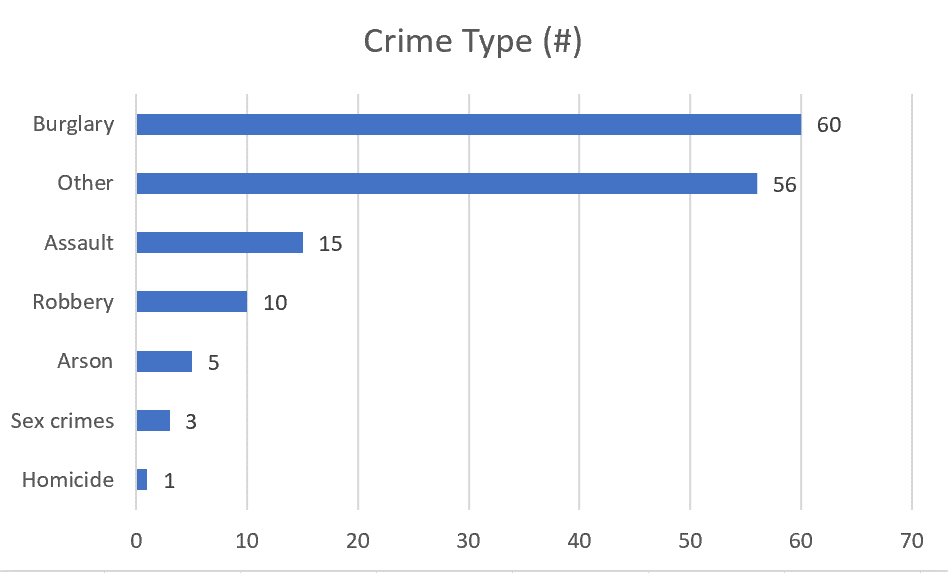 Crime Type (#)
Burglary 60
Other 56
Assault 15
Robbery 10
Arson 5
Sex crimes 3
Homicide 1
0 10 20 30 40 50 60 70